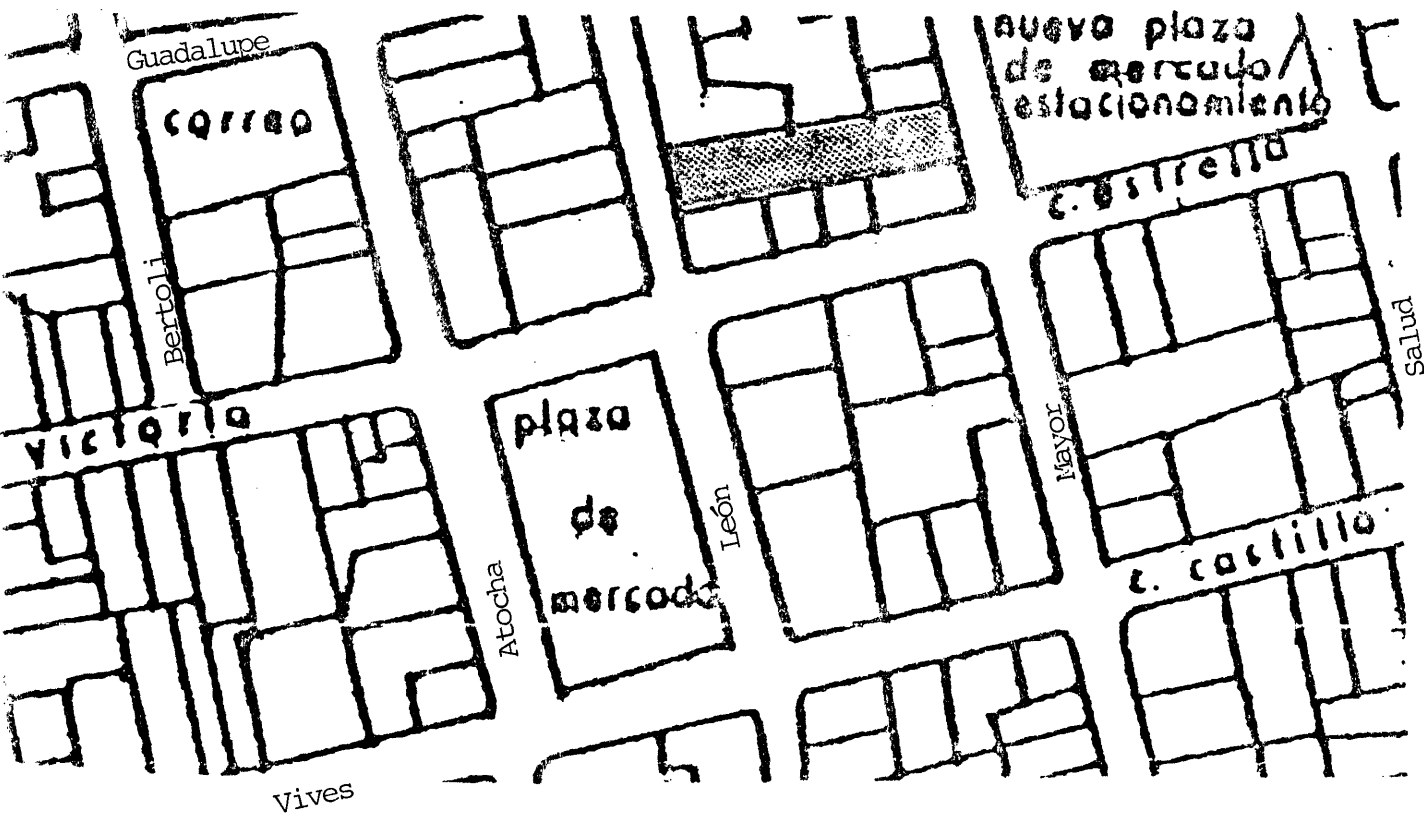 Guadalupe
correo
nueva plaza
de mercado/
estacionamiento
c. estrella
Bertoli
Salud
victoria
plaza
de
mercado
León
Mayor
Atocha
c. castillo
Vives